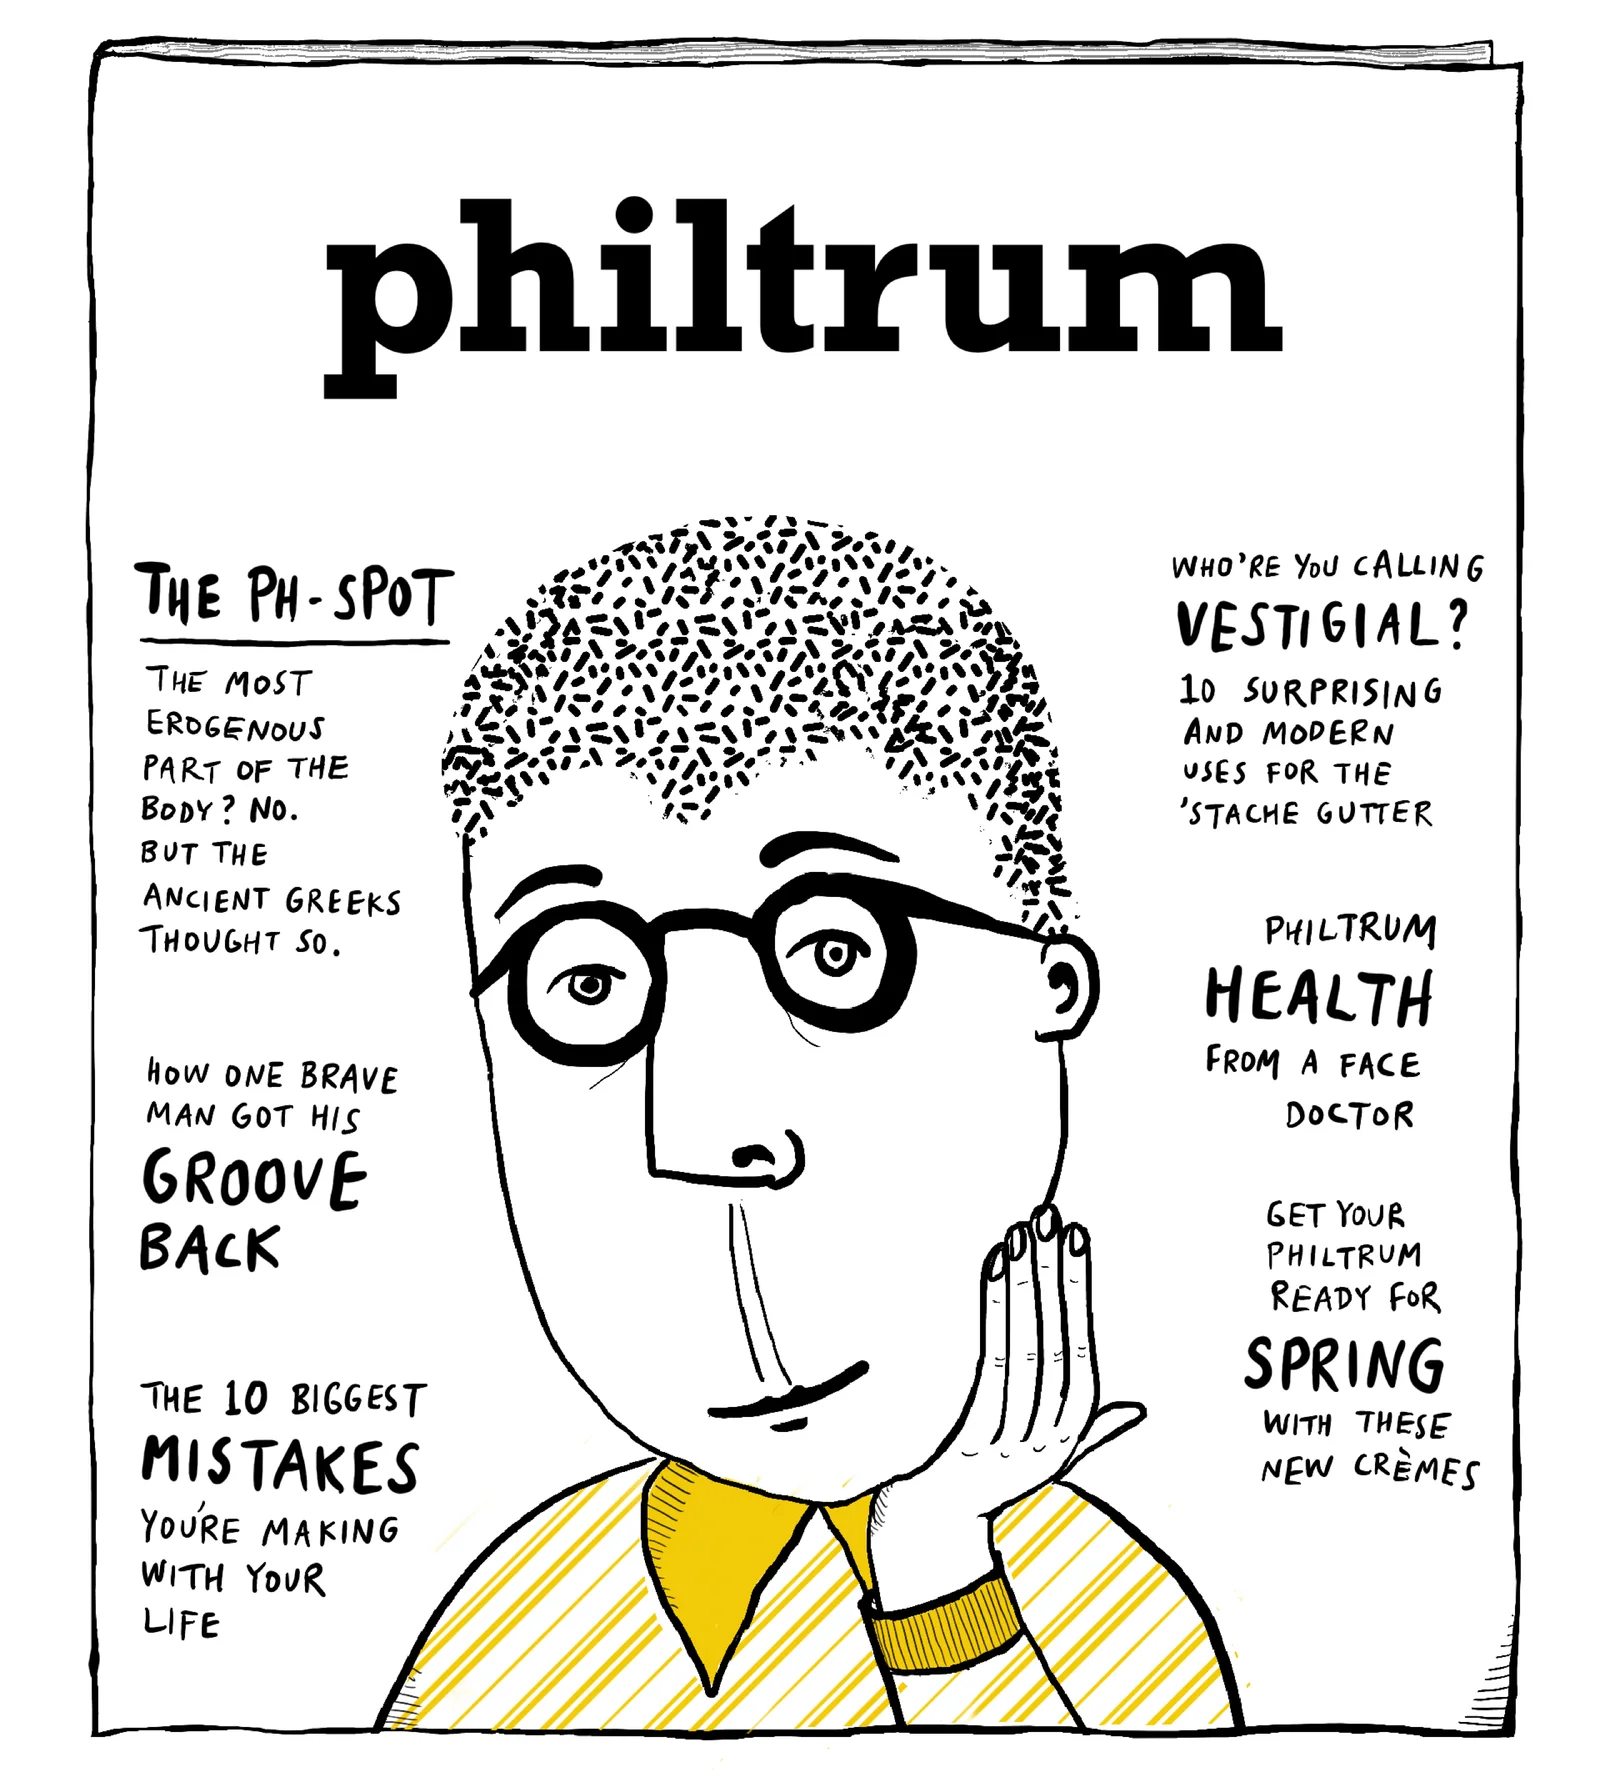 philtrum
THE PH-SPOT
THE MOST
EROGENOUS
PART OF THE
BODY? NO.
BUT THE
ANCIENT GREEKS
THOUGHT SO.
HOW ONE BRAVE
MAN GOT HIS
GROOVE
BACK
THE 10 BIGGEST
MISTAKES
YOU'RE MAKING
WITH YOUR
LIFE
WHO'RE YOU CALLING
VESTIGIAL?
10 SURPRISING
AND MODERN
USES FOR THE
'STACHE GUTTER
PHILTRUM
HEALTH
FROM A FACE
DOCTOR
GET YOUR
PHILTRUM
READY FOR
SPRING
WITH THESE
NEW CRÈMES